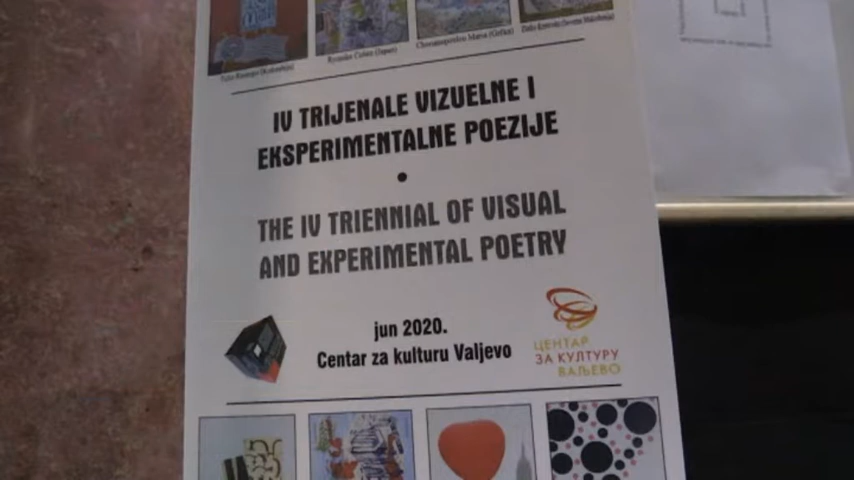 IV TRIJENALE VIZUELNE I
EKSPERIMENTALNE POEZIJE
THE IV TRIENNIAL OF VISUAL
AND EXPERIMENTAL POETRY
jun 2020.
Centar za kulturu Valjevo
ЦЕНТАР
ЗА КУЛТУРУ
ВАЉЕВО